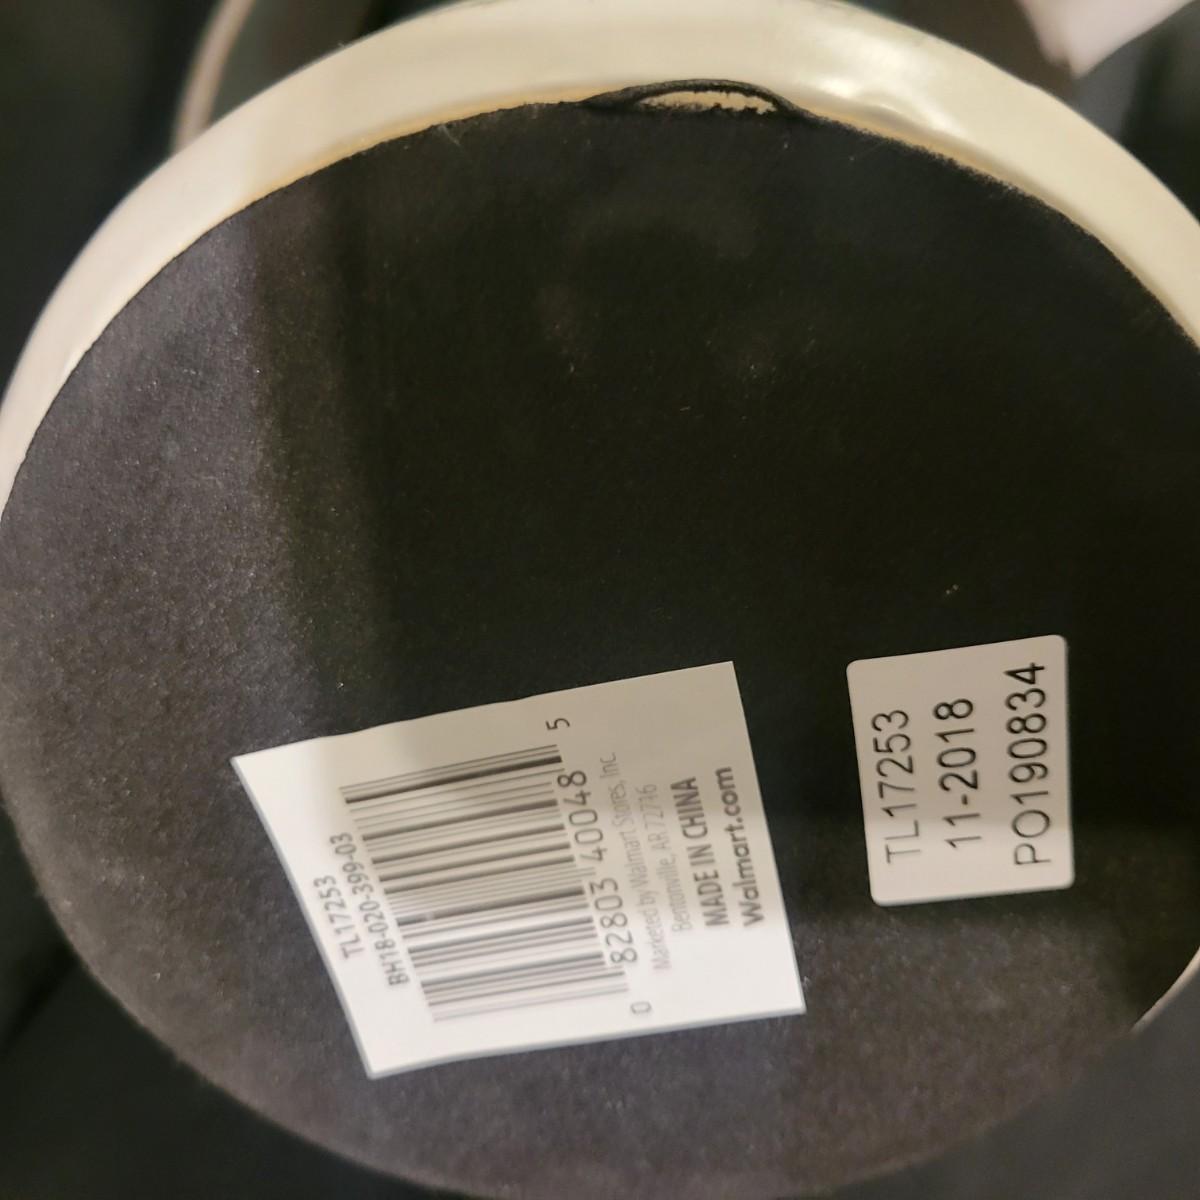 TL17253
BH18-020-399-03
0 82803 40048 5
Marketed by Walmart Stores, Inc.
Bentonville, AR 72716
MADE IN CHINA
Walmart.com
TL17253
11-2018
PO190834